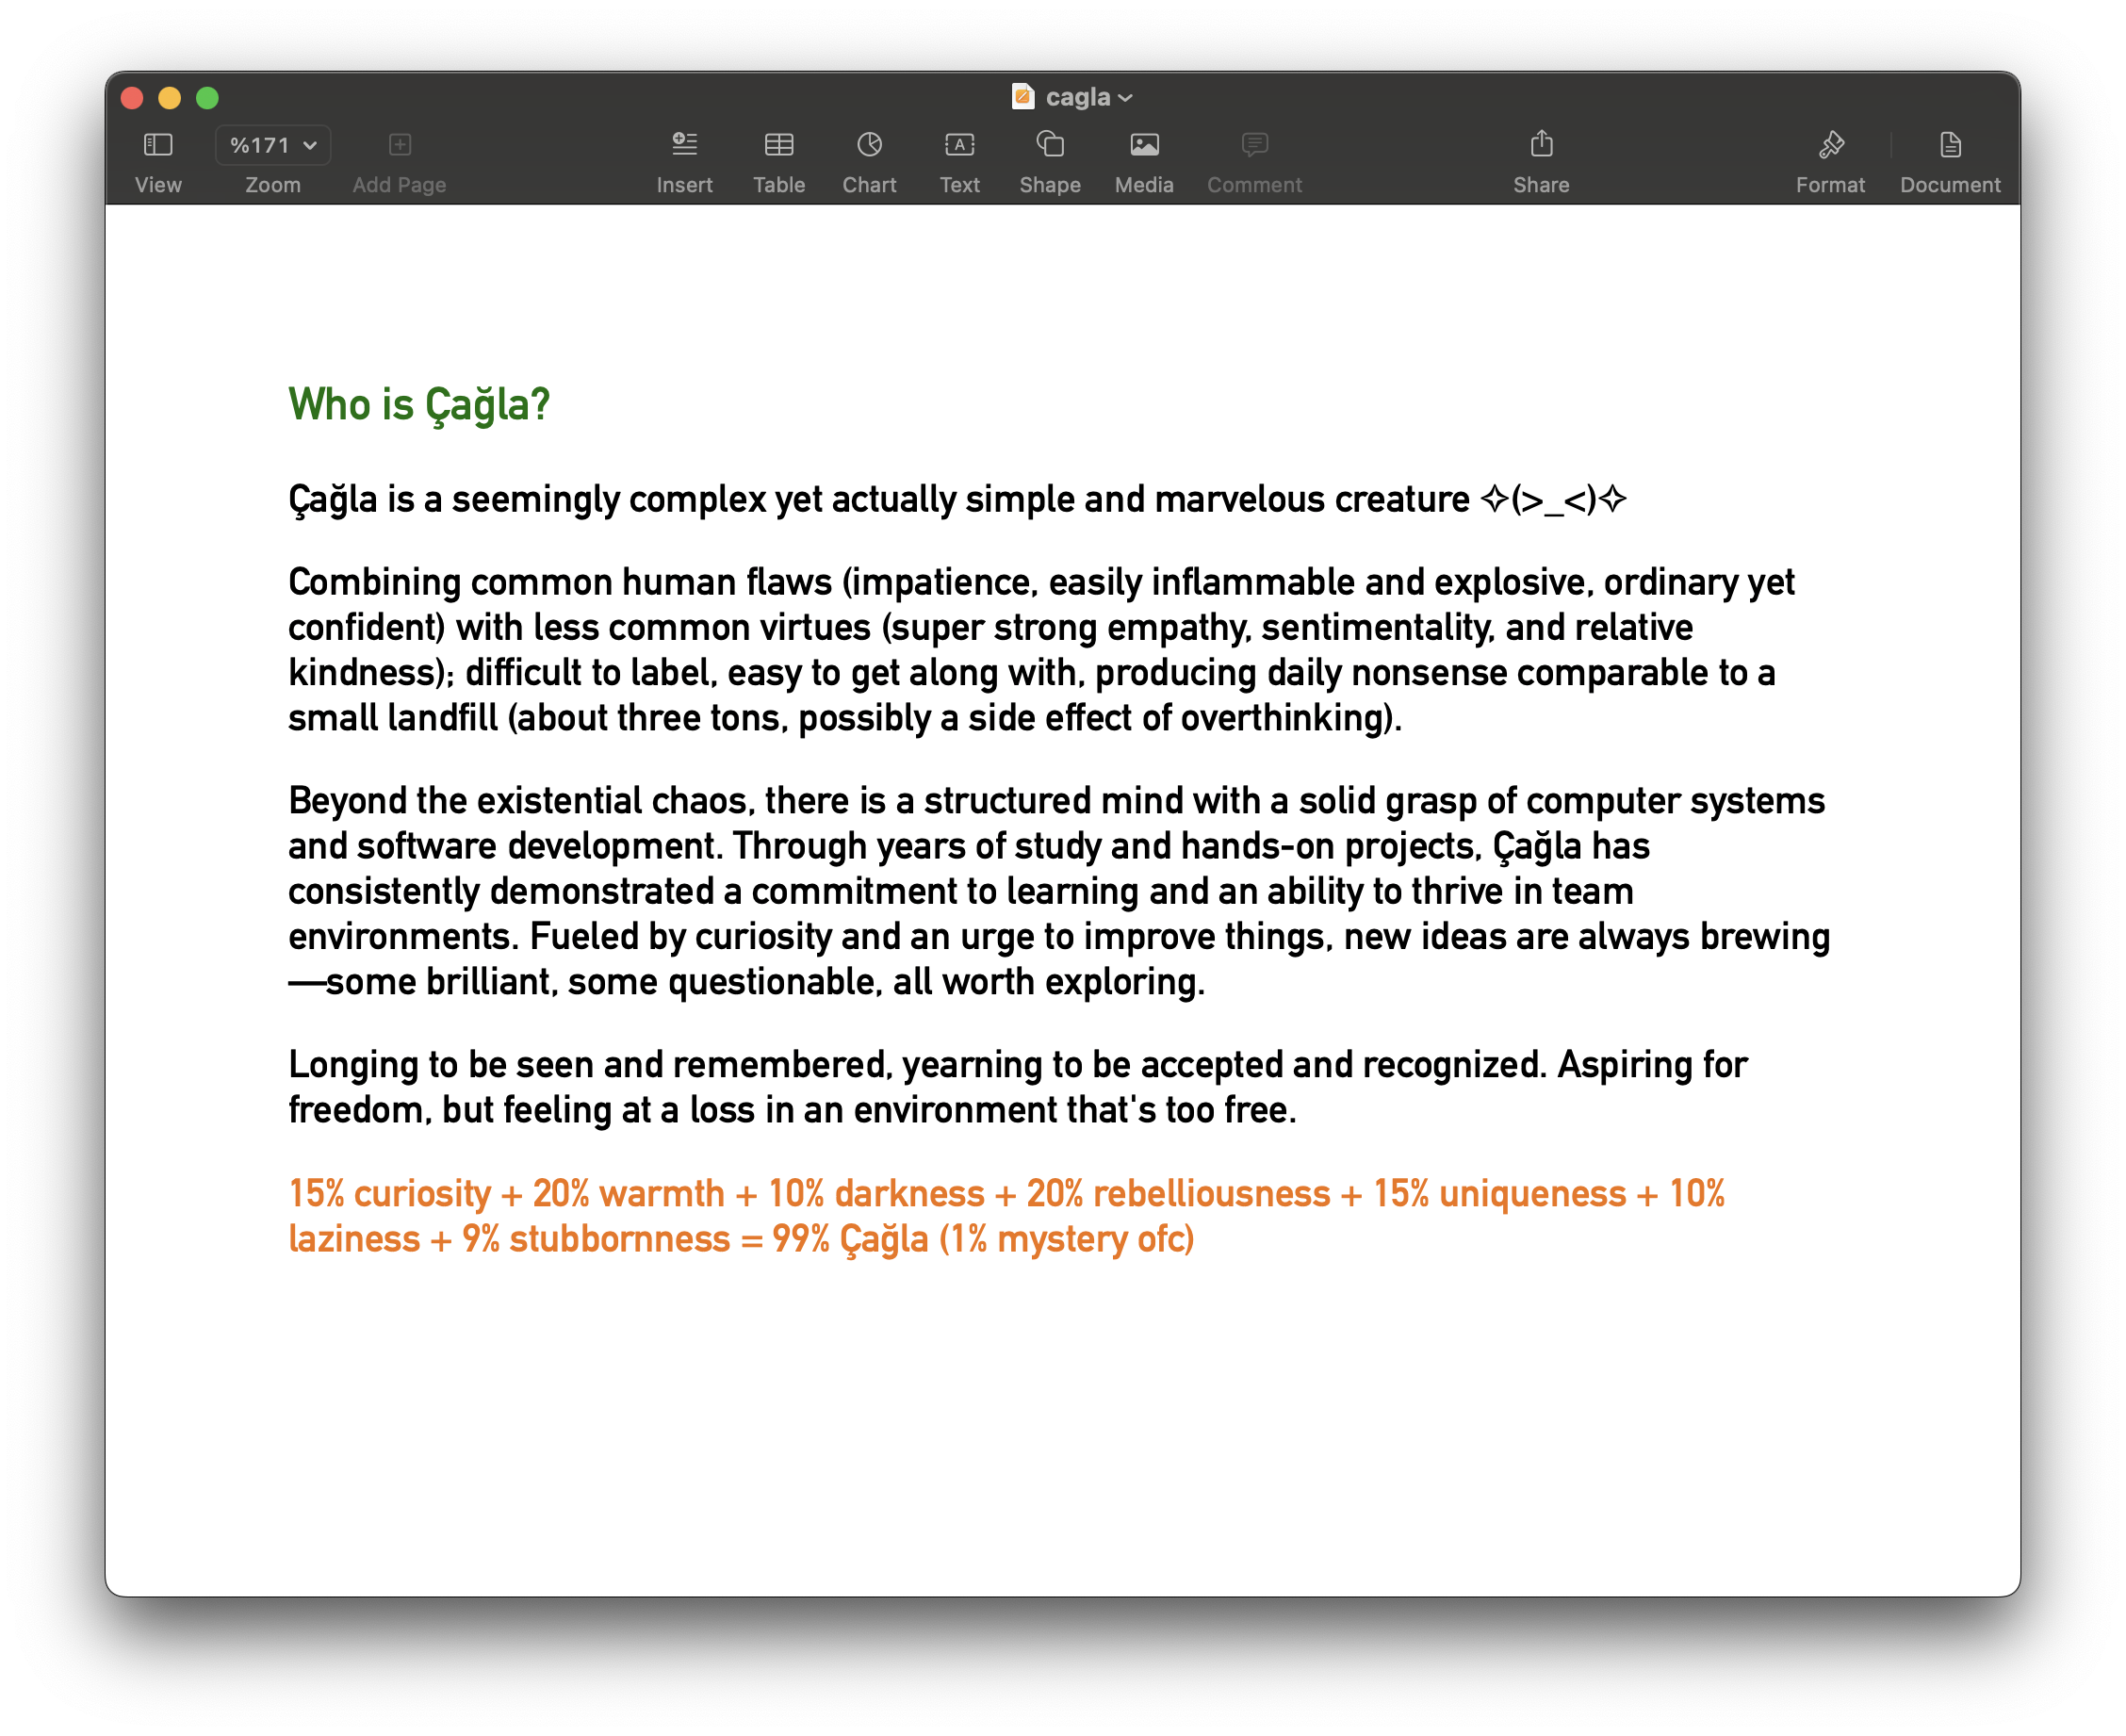 cagla
%171
View
Zoom
Add Page
Insert
Table
Chart
Text
Shape
Media
Comment
Share
Format
Document
Who is Çağla?
Çağla is a seemingly complex yet actually simple and marvelous creature ✧(>_<)✧
Combining common human flaws (impatience, easily inflammable and explosive, ordinary yet
confident) with less common virtues (super strong empathy, sentimentality, and relative
kindness); difficult to label, easy to get along with, producing daily nonsense comparable to a
small landfill (about three tons, possibly a side effect of overthinking).
Beyond the existential chaos, there is a structured mind with a solid grasp of computer systems
and software development. Through years of study and hands-on projects, Çağla has
consistently demonstrated a commitment to learning and an ability to thrive in team
environments. Fueled by curiosity and an urge to improve things, new ideas are always brewing
—some brilliant, some questionable, all worth exploring.
Longing to be seen and remembered, yearning to be accepted and recognized. Aspiring for
freedom, but feeling at a loss in an environment that's too free.
15% curiosity + 20% warmth + 10% darkness + 20% rebelliousness + 15% uniqueness + 10%
laziness + 9% stubbornness = 99% Çağla (1% mystery ofc)